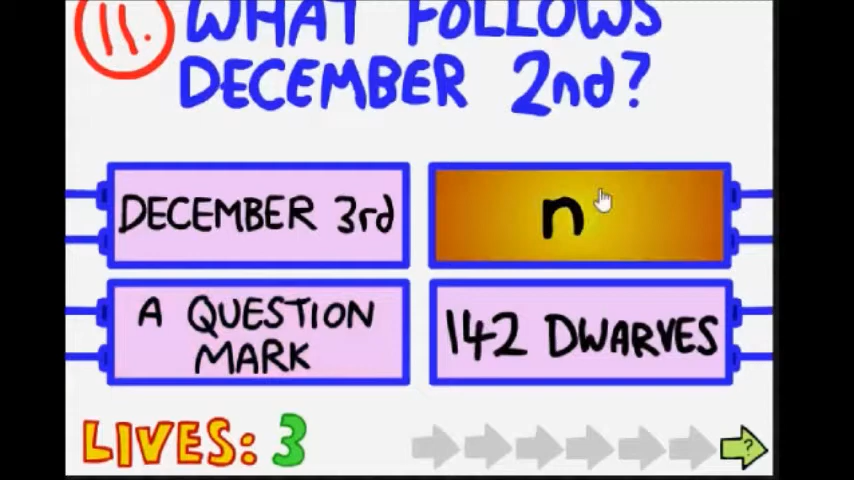 11. WHAT FOLLOWS
DECEMBER 2nd?
DECEMBER 3rd
n
A QUESTION
MARK
142 DWARVES
LIVES: 3
?